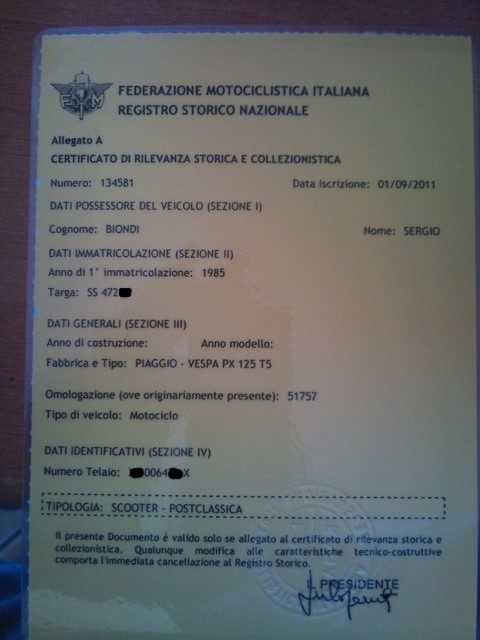 FEDERAZIONE MOTOCICLISTICA ITALIANA
REGISTRO STORICO NAZIONALE
Allegato A
CERTIFICATO DI RILEVANZA STORICA E COLLEZIONISTICA
Numero: 134581 Data iscrizione: 01/09/2011
DATI POSSESSORE DEL VEICOLO (SEZIONE I)
Cognome: BIONDI Nome: SERGIO
DATI IMMATRICOLAZIONE (SEZIONE II)
Anno di 1° immatricolazione: 1985
Targa: SS 472
DATI GENERALI (SEZIONE III)
Anno di costruzione: Anno modello:
Fabbrica e Tipo: PIAGGIO - VESPA PX 125 T5
Omologazione (ove originariamente presente): 51757
Tipo di veicolo: Motociclo
DATI IDENTIFICATIVI (SEZIONE IV)
Numero Telaio: 0064 X
TIPOLOGIA: SCOOTER - POSTCLASSICA
Il presente Documento è valido solo se allegato al certificato di rilevanza storica e
collezionistica. Qualunque modifica alle caratteristiche tecnico-costruttive
comporta l'immediata cancellazione al Registro Storico.
IL PRESIDENTE